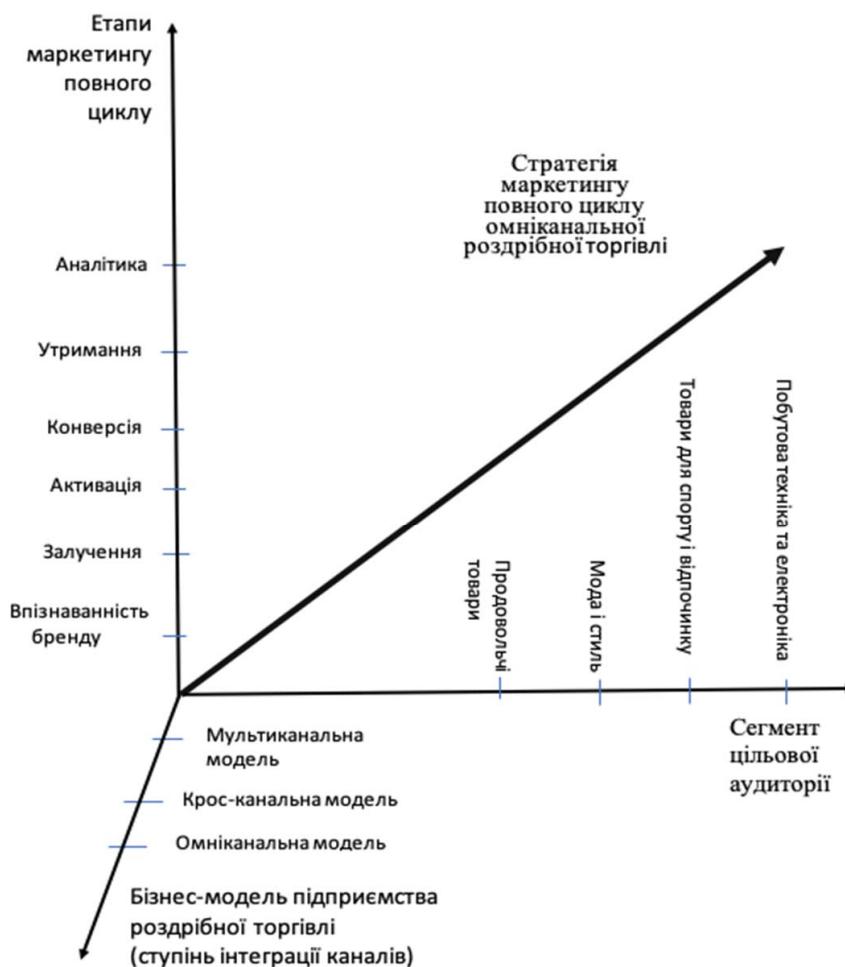 Етапи
маркетингу
повного
циклу
Стратегія
маркетингу
повного циклу
омніканальної
роздрібної торгівлі
Аналітика
Утримання
Конверсія
Активація
Залучення
Впізнаванність
бренду
Продовольчі
товари
Мода і стиль
Товари для спорту і відпочинку
Побутова техніка та електроніка
Сегмент
цільової
аудиторії
Мультиканальна
модель
Крос-канальна модель
Омніканальна модель
Бізнес-модель підприємства
роздрібної торгівлі
(ступінь інтеграції каналів)